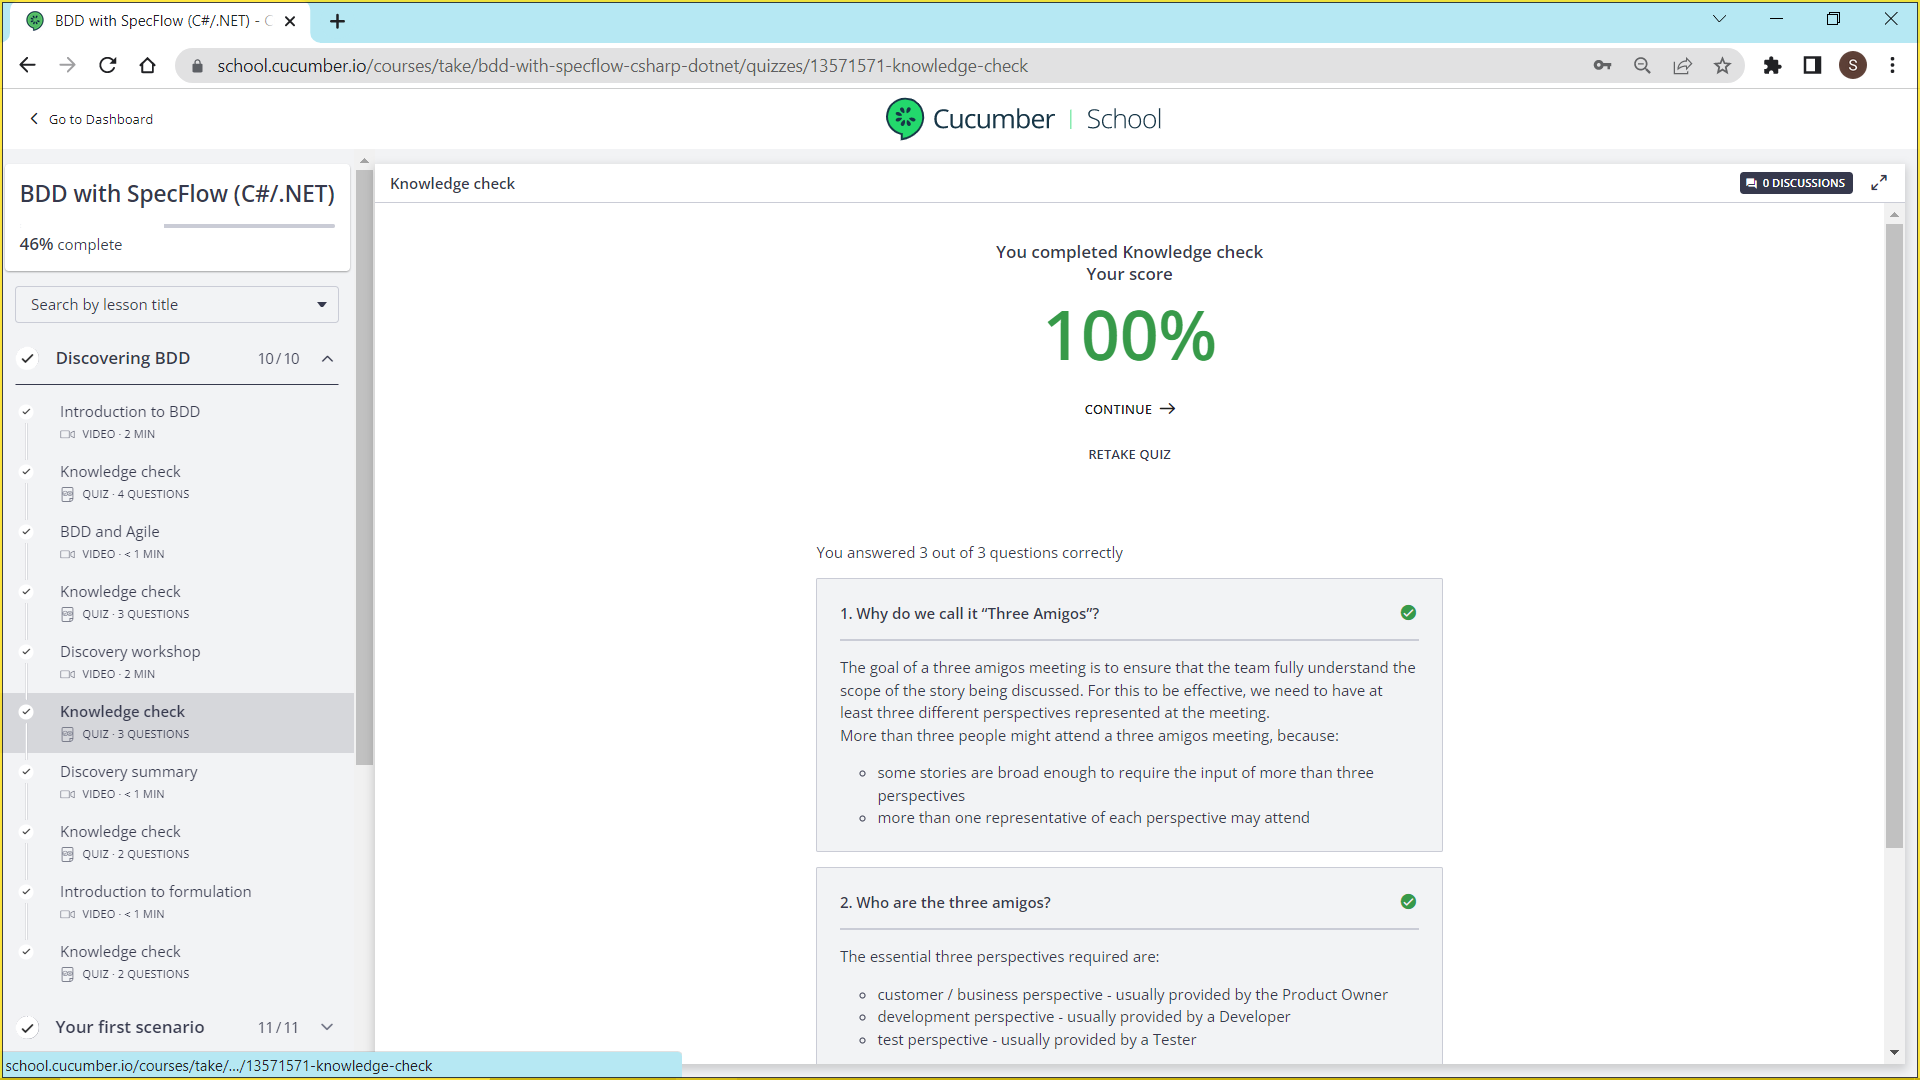 BDD with SpecFlow (C#/.NET) - C
school.cucumber.io/courses/take/bdd-with-specflow-csharp-dotnet/quizzes/13571571-knowledge-check
S
Go to Dashboard
Cucumber | School
BDD with SpecFlow (C#/.NET)
46% complete
Search by lesson title
Discovering BDD 10 / 10
Introduction to BDD
VIDEO · 2 MIN
Knowledge check
QUIZ · 4 QUESTIONS
BDD and Agile
VIDEO · < 1 MIN
Knowledge check
QUIZ · 3 QUESTIONS
Discovery workshop
VIDEO · 2 MIN
Knowledge check
QUIZ · 3 QUESTIONS
Discovery summary
VIDEO · < 1 MIN
Knowledge check
QUIZ · 2 QUESTIONS
Introduction to formulation
VIDEO · < 1 MIN
Knowledge check
QUIZ · 2 QUESTIONS
Your first scenario 11 / 11
school.cucumber.io/courses/take/.../13571571-knowledge-check
Knowledge check
0 DISCUSSIONS
You completed Knowledge check
Your score
100%
CONTINUE →
RETAKE QUIZ
You answered 3 out of 3 questions correctly
1. Why do we call it “Three Amigos”?
The goal of a three amigos meeting is to ensure that the team fully understand the
scope of the story being discussed. For this to be effective, we need to have at
least three different perspectives represented at the meeting.
More than three people might attend a three amigos meeting, because:
some stories are broad enough to require the input of more than three
perspectives
more than one representative of each perspective may attend
2. Who are the three amigos?
The essential three perspectives required are:
customer / business perspective - usually provided by the Product Owner
development perspective - usually provided by a Developer
test perspective - usually provided by a Tester